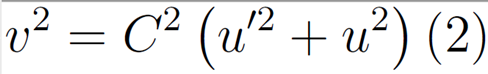 v² = C² (u′² + u²) (2)